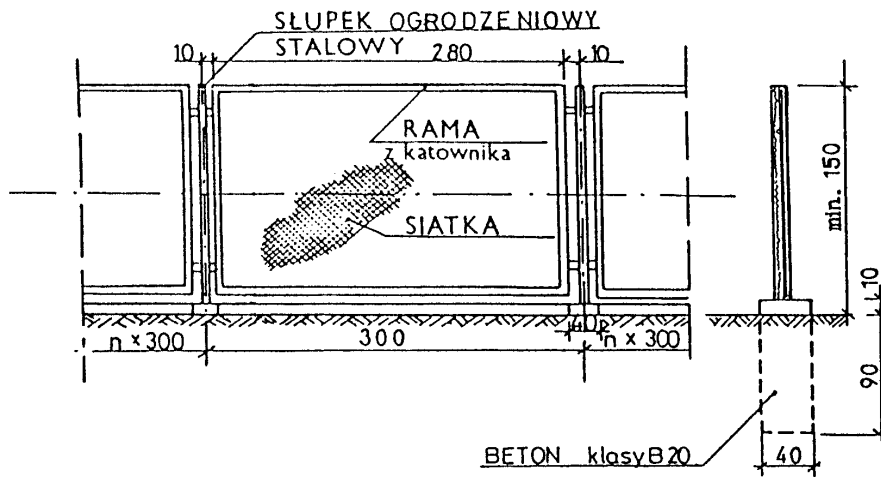 SŁUPEK OGRODZENIOWY
STALOWY
10
280
10
RAMA
z katownika
SIATKA
min. 150
10
90
n × 300
300
40
n × 300
BETON klasy B20
40